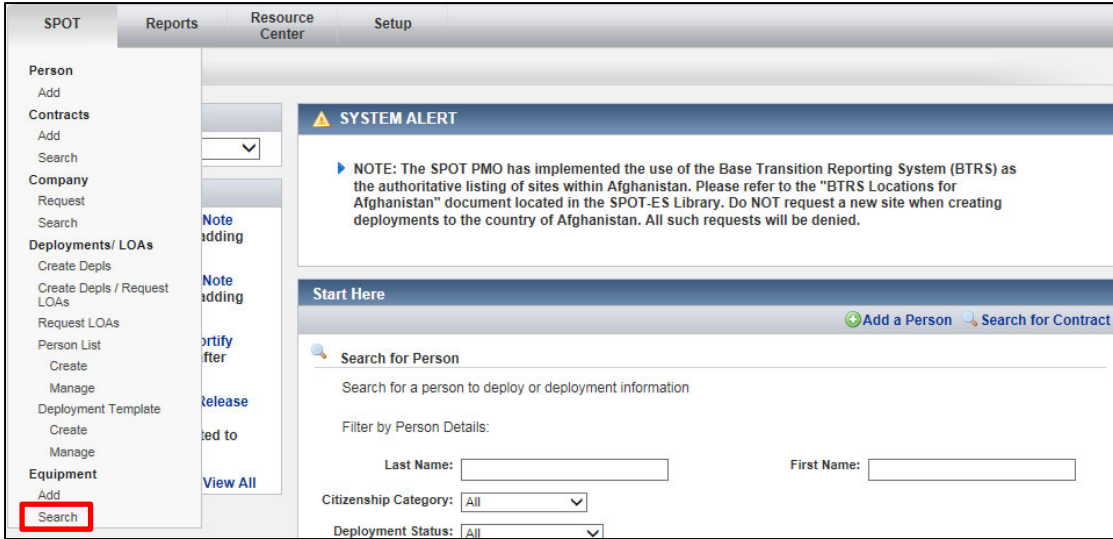 SPOT
Reports
Resource
Center
Setup
Person
Add
Contracts
Add
Search
Company
Request
Search
Deployments/ LOAs
Create Depls
Create Depls / Request
LOAs
Request LOAs
Person List
Create
Manage
Deployment Template
Create
Manage
Equipment
Add
Search
Note
adding
Note
adding
ortify
fter
Release
ted to
View All
SYSTEM ALERT
NOTE: The SPOT PMO has implemented the use of the Base Transition Reporting System (BTRS) as
the authoritative listing of sites within Afghanistan. Please refer to the "BTRS Locations for
Afghanistan" document located in the SPOT-ES Library. Do NOT request a new site when creating
deployments to the country of Afghanistan. All such requests will be denied.
Start Here
Add a Person Search for Contract
Search for Person
Search for a person to deploy or deployment information
Filter by Person Details:
Last Name: First Name:
Citizenship Category: All
Deployment Status: All